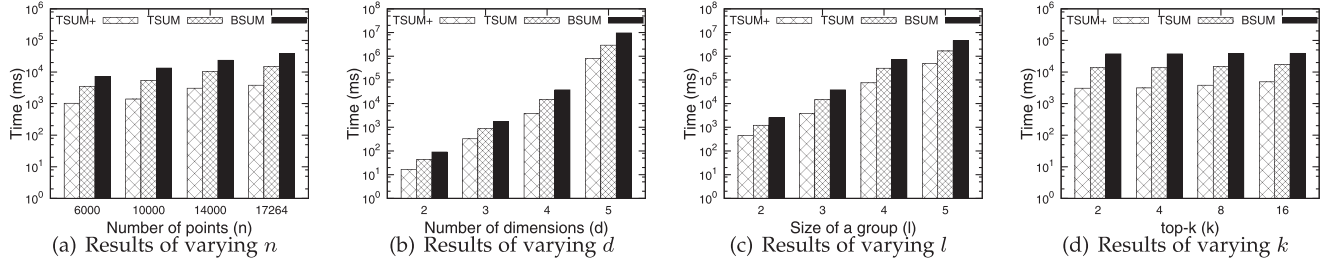 TSUM+ TSUM BSUM
10^6
10^5
10^4
10^3
10^2
10^1
10^0
Time (ms)
6000 10000 14000 17264
Number of points (n)
(a) Results of varying n
TSUM+ TSUM BSUM
10^8
10^7
10^6
10^5
10^4
10^3
10^2
10^1
10^0
Time (ms)
2 3 4 5
Number of dimensions (d)
(b) Results of varying d
TSUM+ TSUM BSUM
10^8
10^7
10^6
10^5
10^4
10^3
10^2
10^1
10^0
Time (ms)
2 3 4 5
Size of a group (l)
(c) Results of varying l
TSUM+ TSUM BSUM
10^6
10^5
10^4
10^3
10^2
10^1
10^0
Time (ms)
2 4 8 16
top-k (k)
(d) Results of varying k